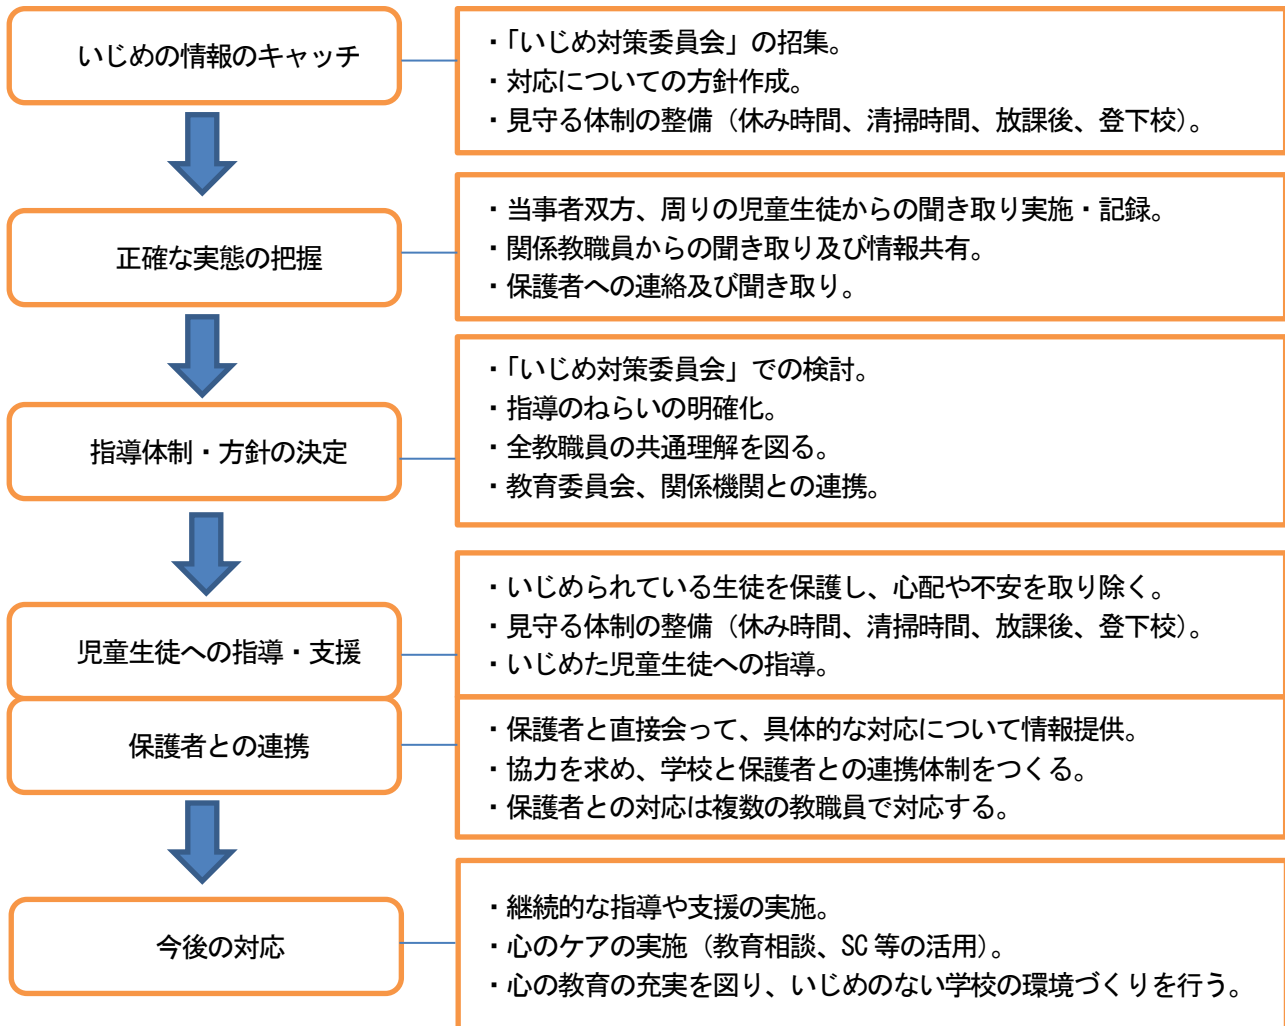 いじめの情報のキャッチ
・「いじめ対策委員会」の招集。
・対応についての方針作成。
・見守る体制の整備（休み時間、清掃時間、放課後、登下校）。
正確な実態の把握
・当事者双方、周りの児童生徒からの聞き取り実施・記録。
・関係教職員からの聞き取り及び情報共有。
・保護者への連絡及び聞き取り。
指導体制・方針の決定
・「いじめ対策委員会」での検討。
・指導のねらいの明確化。
・全教職員の共通理解を図る。
・教育委員会、関係機関との連携。
児童生徒への指導・支援
・いじめられている生徒を保護し、心配や不安を取り除く。
・見守る体制の整備（休み時間、清掃時間、放課後、登下校）。
・いじめた児童生徒への指導。
保護者との連携
・保護者と直接会って、具体的な対応について情報提供。
・協力を求め、学校と保護者との連携体制をつくる。
・保護者との対応は複数の教職員で対応する。
今後の対応
・継続的な指導や支援の実施。
・心のケアの実施（教育相談、SC等の活用）。
・心の教育の充実を図り、いじめのない学校の環境づくりを行う。